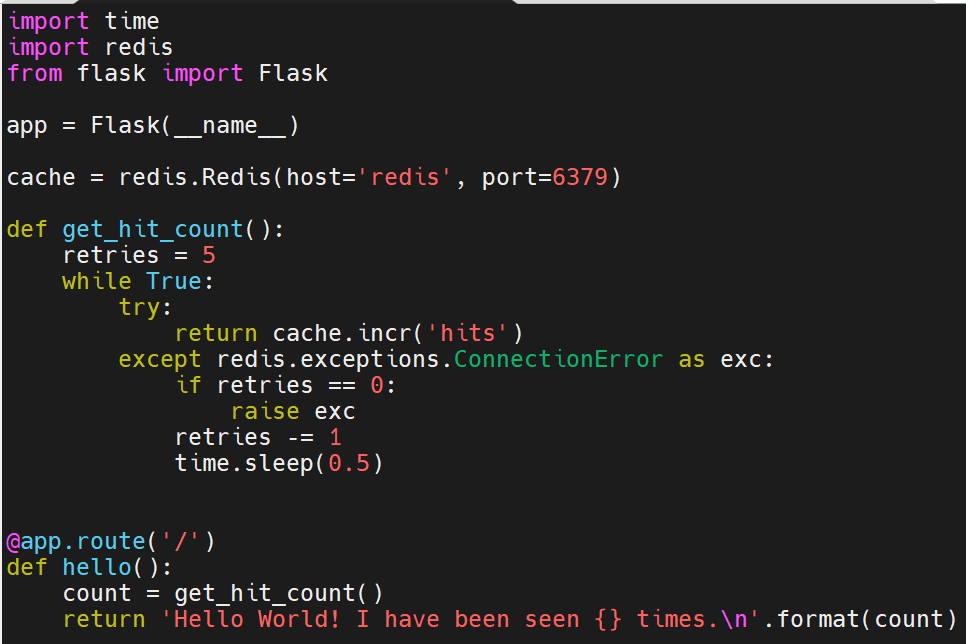 import time
import redis
from flask import Flask

app = Flask(__name__)

cache = redis.Redis(host='redis', port=6379)

def get_hit_count():
    retries = 5
    while True:
        try:
            return cache.incr('hits')
        except redis.exceptions.ConnectionError as exc:
            if retries == 0:
                raise exc
            retries -= 1
            time.sleep(0.5)


@app.route('/')
def hello():
    count = get_hit_count()
    return 'Hello World! I have been seen {} times.\n'.format(count)